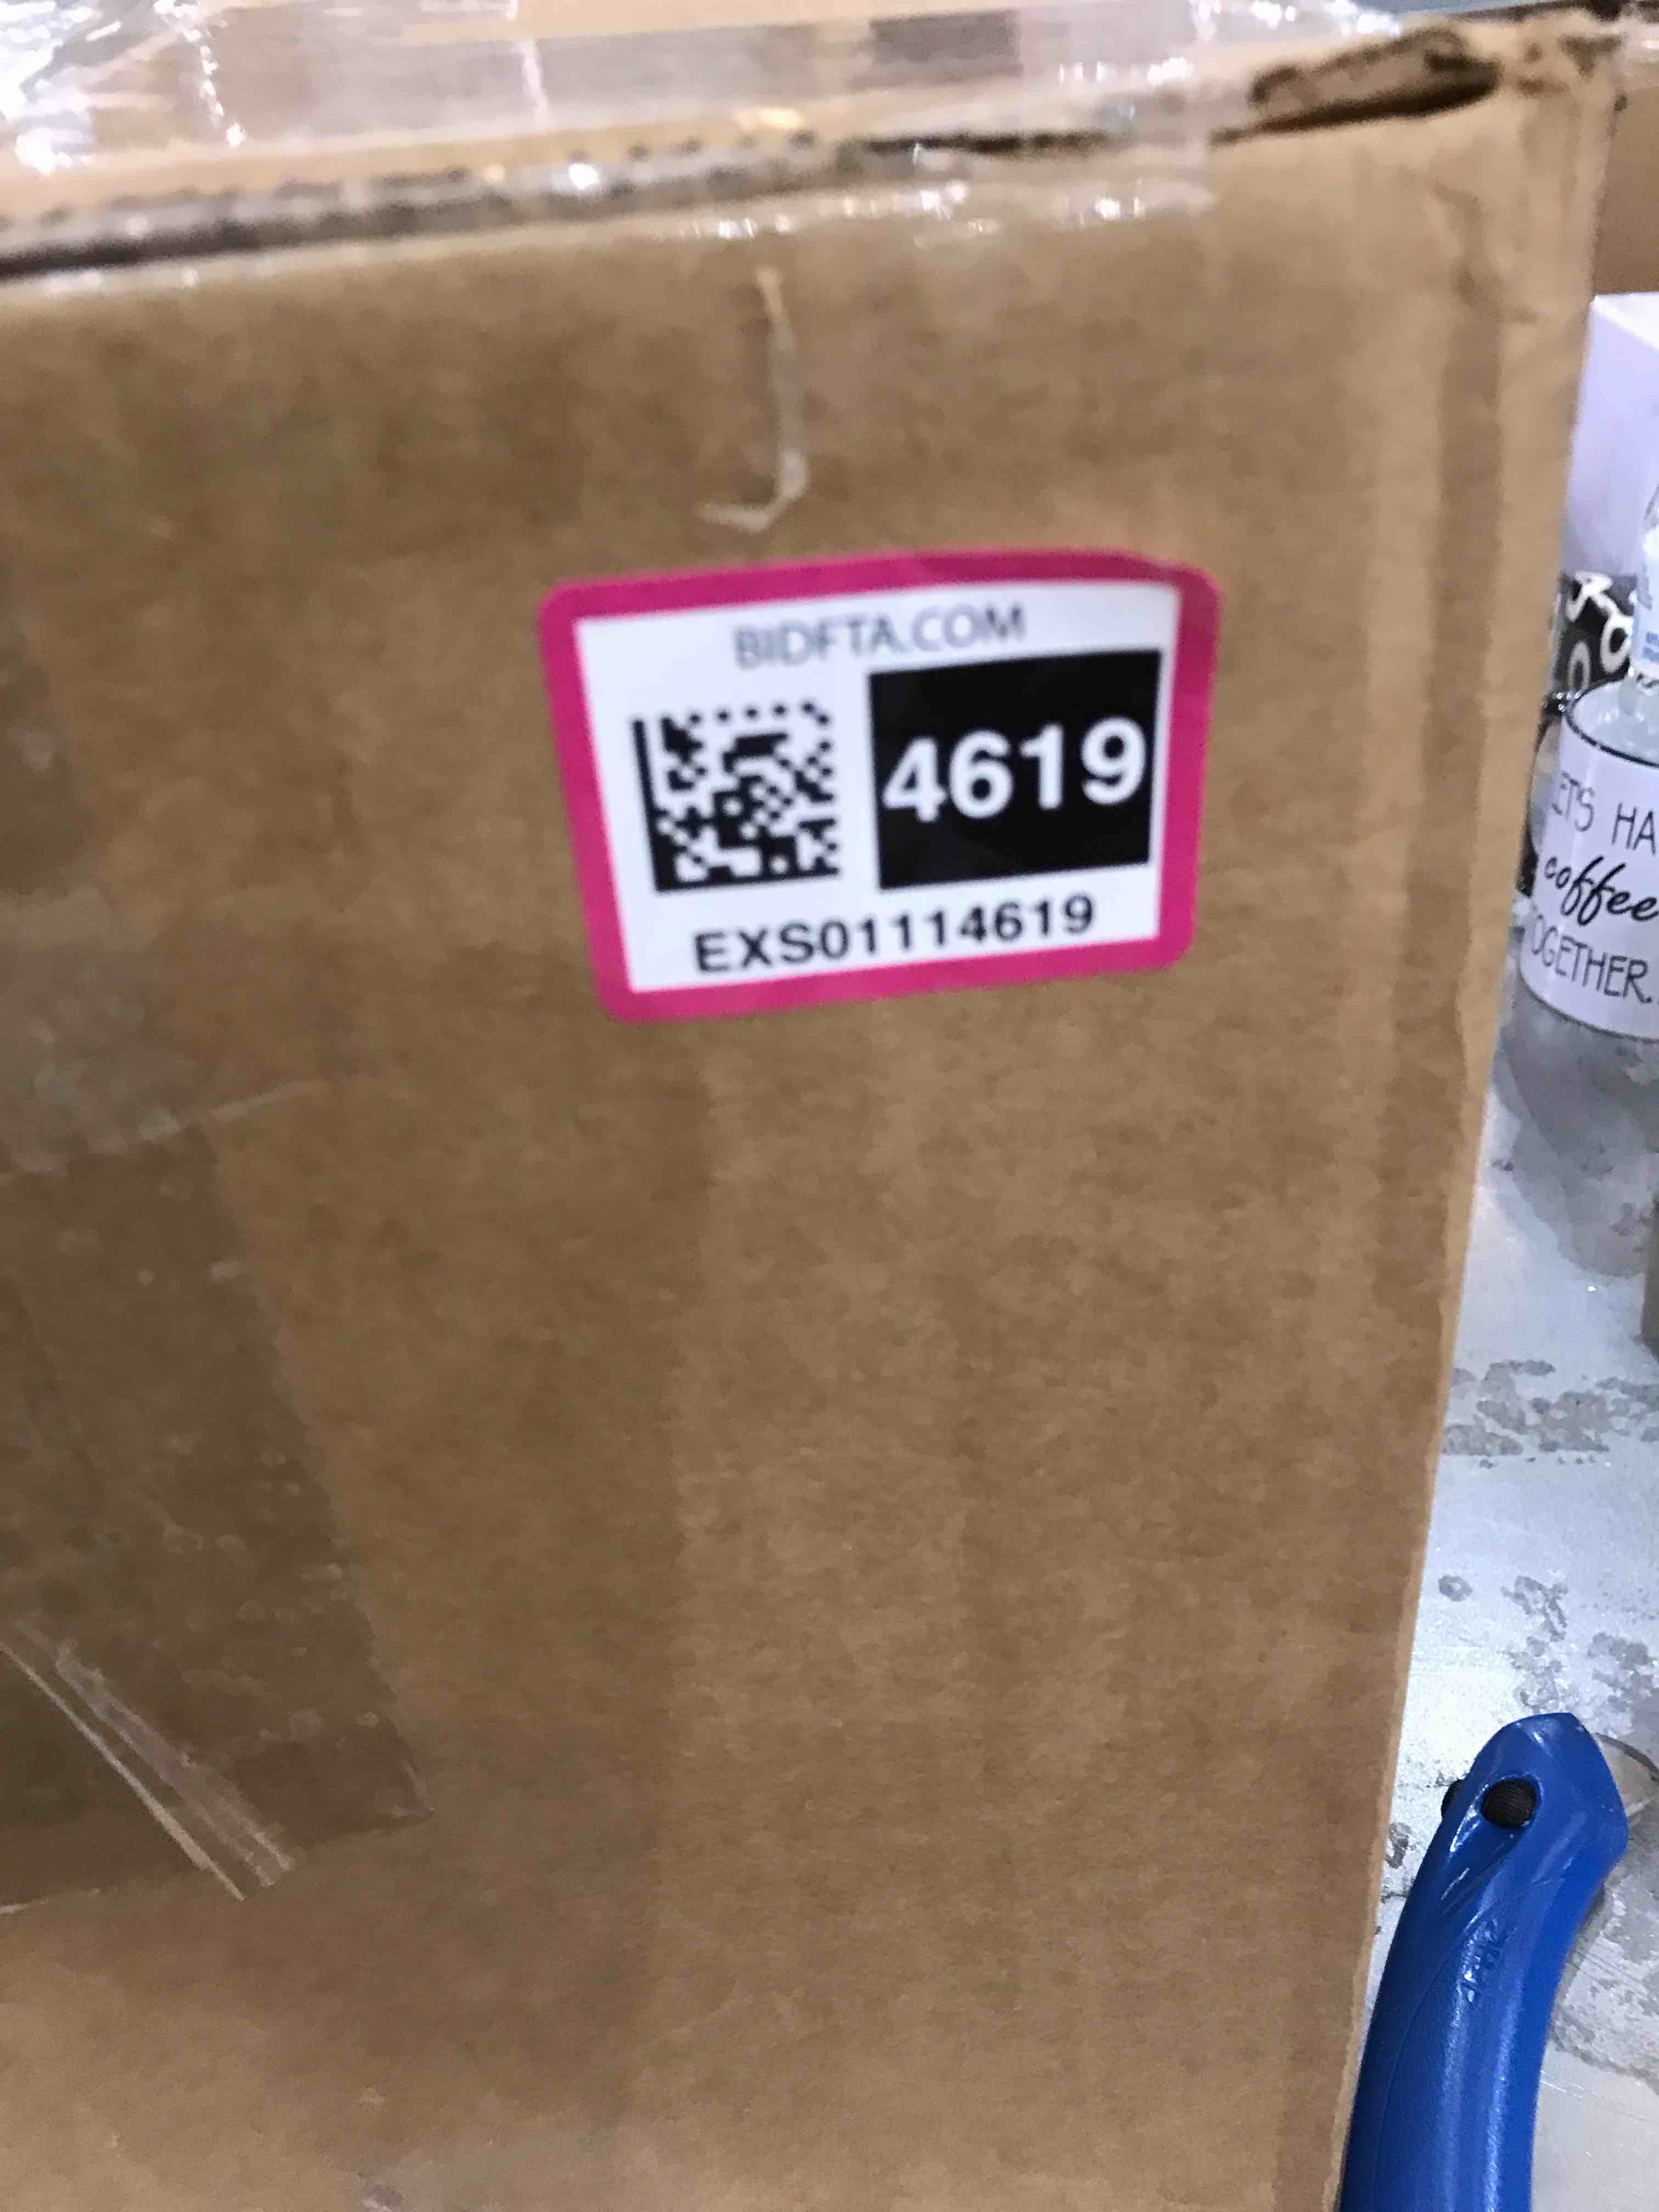 BIDFTA.COM
4619
EXS01114619
LET'S HA
coffee
TOGETHER.